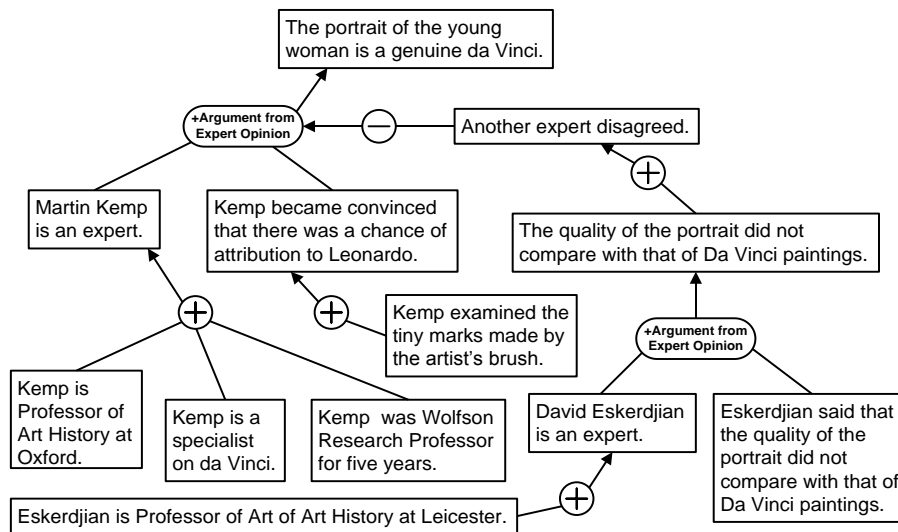 The portrait of the young
woman is a genuine da Vinci.
+Argument from
Expert Opinion
Another expert disagreed.
Martin Kemp
is an expert.
Kemp became convinced
that there was a chance of
attribution to Leonardo.
The quality of the portrait did not
compare with that of Da Vinci paintings.
Kemp examined the
tiny marks made by
the artist's brush.
+Argument from
Expert Opinion
Kemp is
Professor of
Art History at
Oxford.
Kemp is a
specialist
on da Vinci.
Kemp was Wolfson
Research Professor
for five years.
David Eskerdjian
is an expert.
Eskerdjian said that
the quality of the
portrait did not
compare with that of
Da Vinci paintings.
Eskerdjian is Professor of Art of Art History at Leicester.